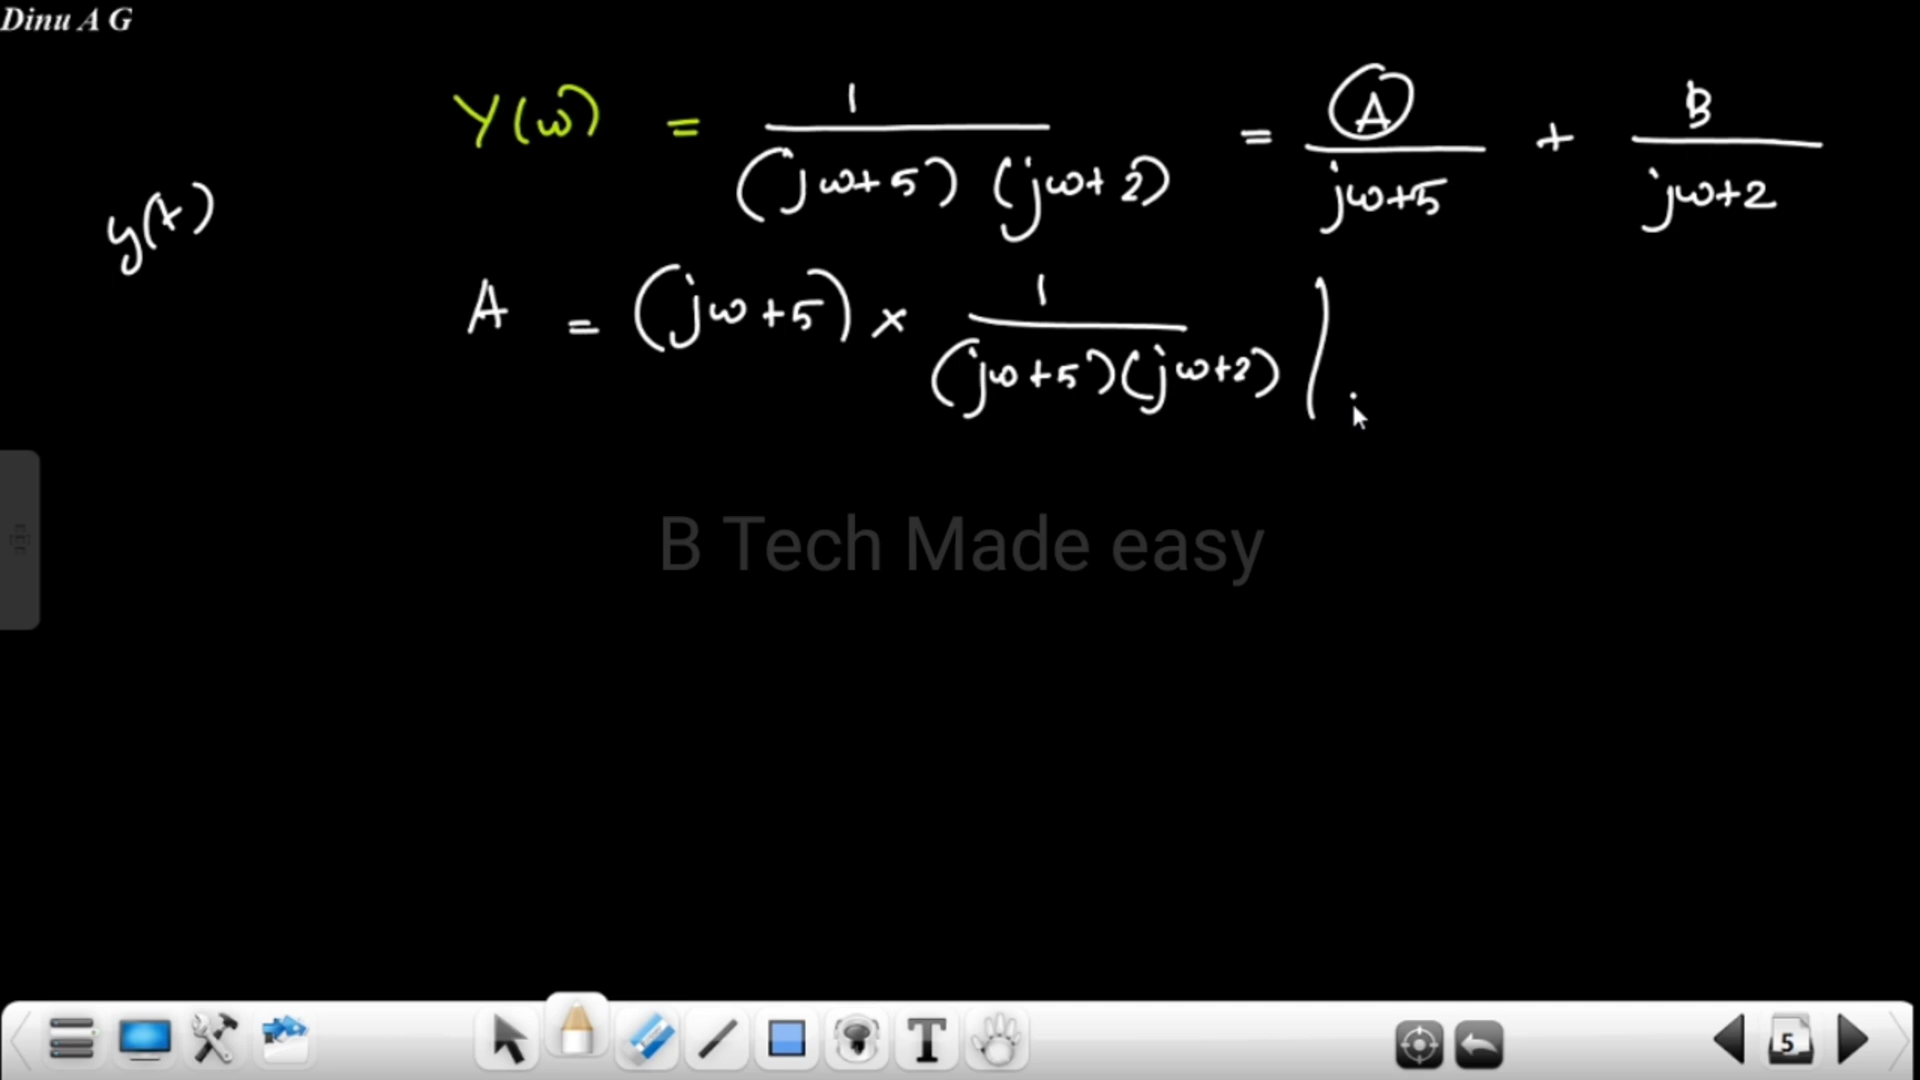 Dinu A G
Y(ω) = 1 / (jω+5) (jω+2) = A / jω+5 + B / jω+2
y(t)
A = (jω+5) × 1 / (jω+5)(jω+2) |
B Tech Made easy
T
5